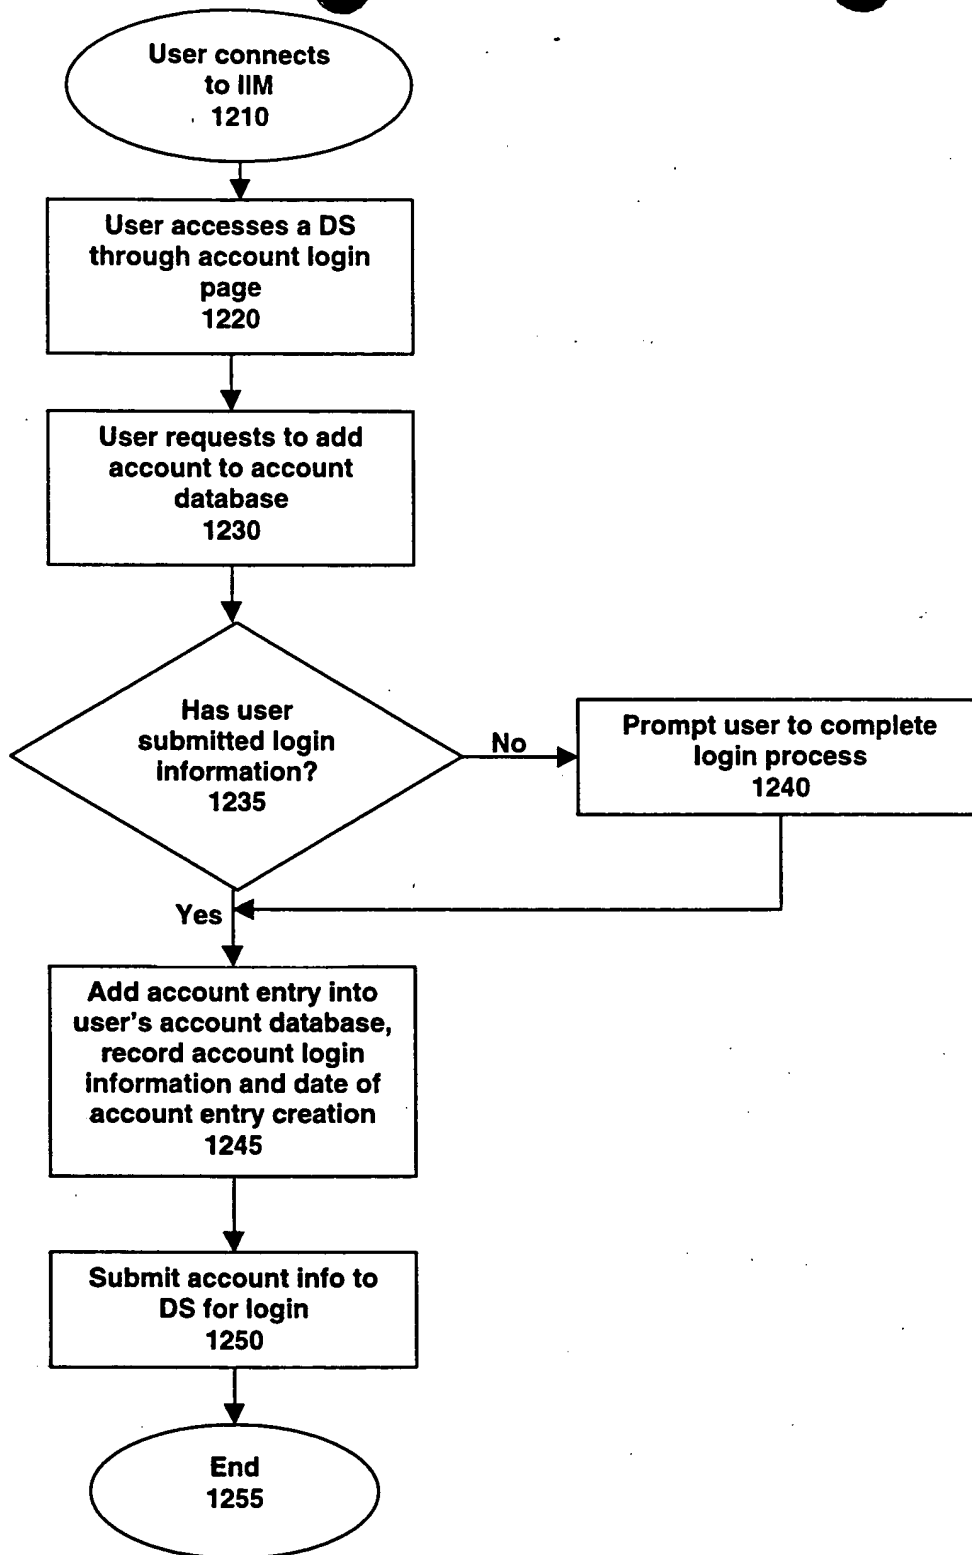 User connects
to IIM
1210
User accesses a DS
through account login
page
1220
User requests to add
account to account
database
1230
Has user
submitted login
information?
1235
No
Prompt user to complete
login process
1240
Yes
Add account entry into
user's account database,
record account login
information and date of
account entry creation
1245
Submit account info to
DS for login
1250
End
1255